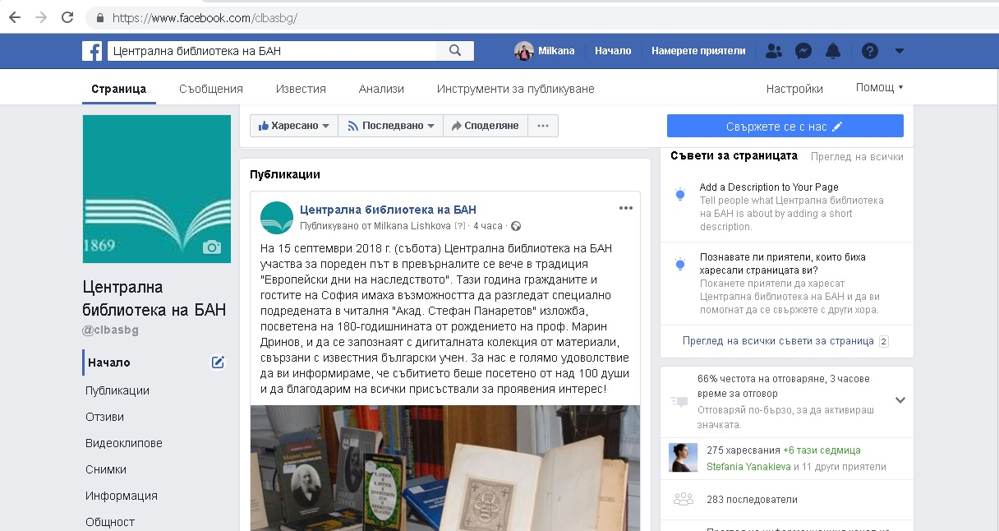 https://www.facebook.com/clbasbg/
Централна библиотека на БАН
Milkana
Начало
Намерете приятели
Страница
Съобщения
Известия
Анализи
Инструменти за публикуване
Настройки
Помощ
1869
Централна
библиотека на БАН
@clbasbg
Начало
Публикации
Отзиви
Видеоклипове
Снимки
Информация
Общност
Харесано
Последвано
Споделяне
Публикации
Централна библиотека на БАН
Публикувано от Milkana Lishkova [?] · 4 часа ·
На 15 септември 2018 г. (събота) Централна библиотека на БАН
участва за пореден път в превърналите се вече в традиция
"Европейски дни на наследството". Тази година гражданите и
гостите на София имаха възможността да разгледат специално
подредената в читалня "Акад. Стефан Панаретов" изложба,
посветена на 180-годишнината от рождението на проф. Марин
Дринов, и да се запознаят с дигиталната колекция от материали,
свързани с известния български учен. За нас е голямо удоволствие
да ви информираме, че събитието беше посетено от над 100 души
и да благодарим на всички присъствали за проявения интерес!
Свържете се с нас
Съвети за страницата
Преглед на всички
Add a Description to Your Page
Tell people what Централна библиотека
на БАН is about by adding a short
description.
Познавате ли приятели, които биха
харесали страницата ви?
Поканете приятели да харесат
Централна библиотека на БАН и да ви
помогнат да се свържете с други хора.
Преглед на всички съвети за страница 2
66% честота на отговаряне, 3 часове
време за отговор
Отговаряй по-бързо, за да активираш
значката.
275 харесвания +6 тази седмица
Stefania Yanakieva и 11 други приятели
283 последователи